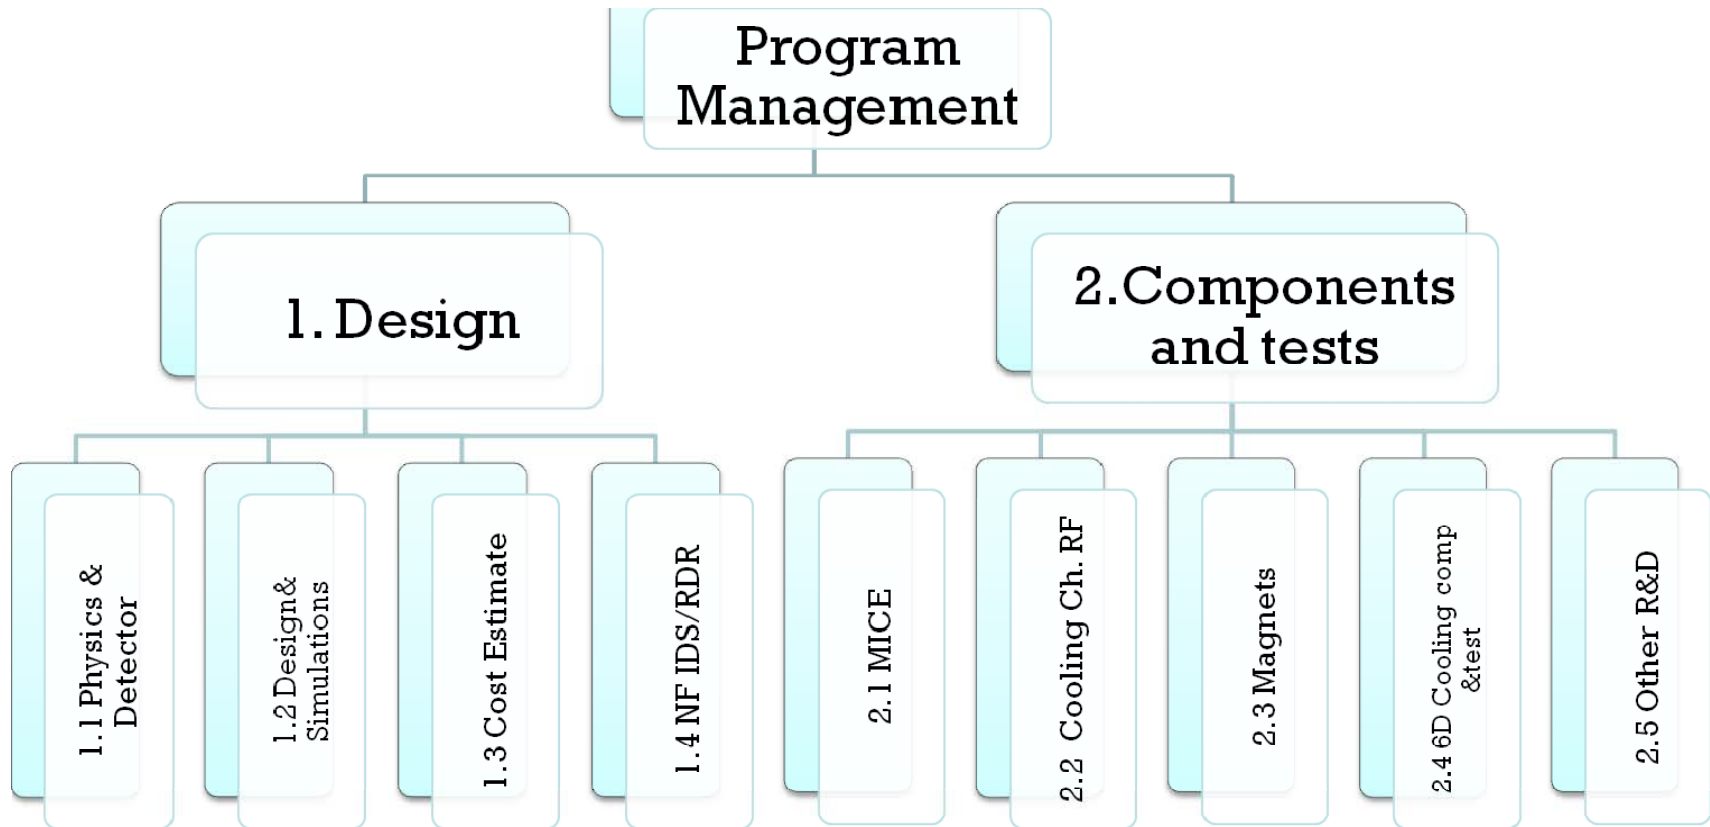 Program
Management
1. Design
2.Components
and tests
1.1 Physics &
Detector
1.2 Design&
Simulations
1.3 Cost Estimate
1.4 NF IDS/RDR
2.1 MICE
2.2 Cooling Ch. RF
2.3 Magnets
2.4 6D Cooling comp
&test
2.5 Other R&D